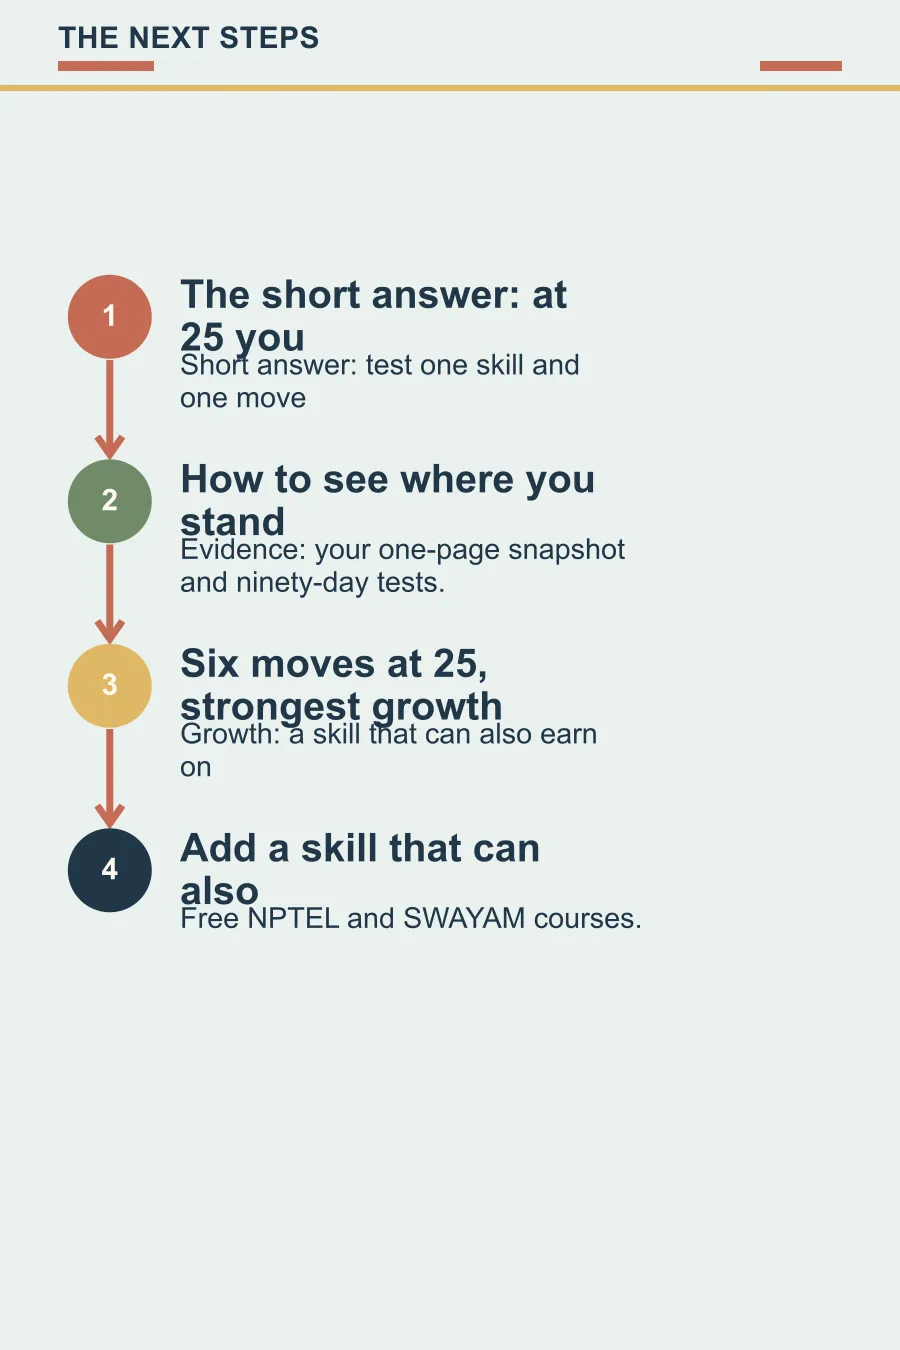 THE NEXT STEPS
1
The short answer: at
25 you
Short answer: test one skill and
one move
2
How to see where you
stand
Evidence: your one-page snapshot
and ninety-day tests.
3
Six moves at 25,
strongest growth
Growth: a skill that can also earn
on
4
Add a skill that can
also
Free NPTEL and SWAYAM courses.